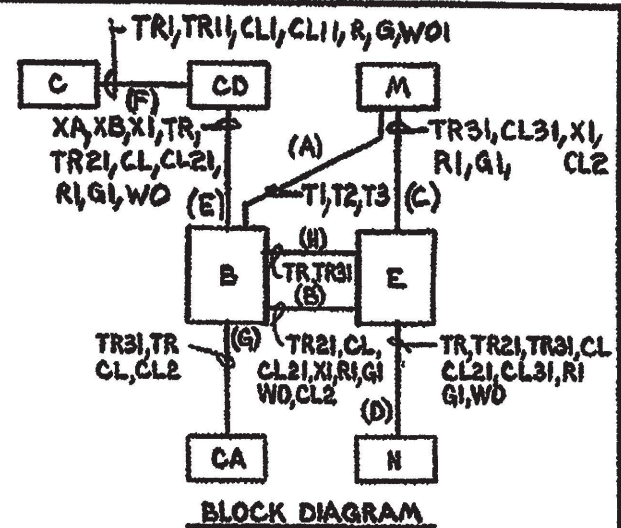 TR1,TR11,CL1,CL11,R,G,WO1
C
CD
M
(F)
XA,XB,X1,TR,
TR21,CL,CL21,
R1,G1,WO
(E)
(A)
TR31,CL31,X1,
R1,G1, CL2
T1,T2,T3
(C)
B
(H)
TR,TR31
(B)
E
TR31,TR
CL,CL2
(G)
TR21,CL,
CL21,X1,R1,G1
WO,CL2
TR,TR21,TR31,CL
CL21,CL31,R1
G1,WO
(D)
CA
N
BLOCK DIAGRAM